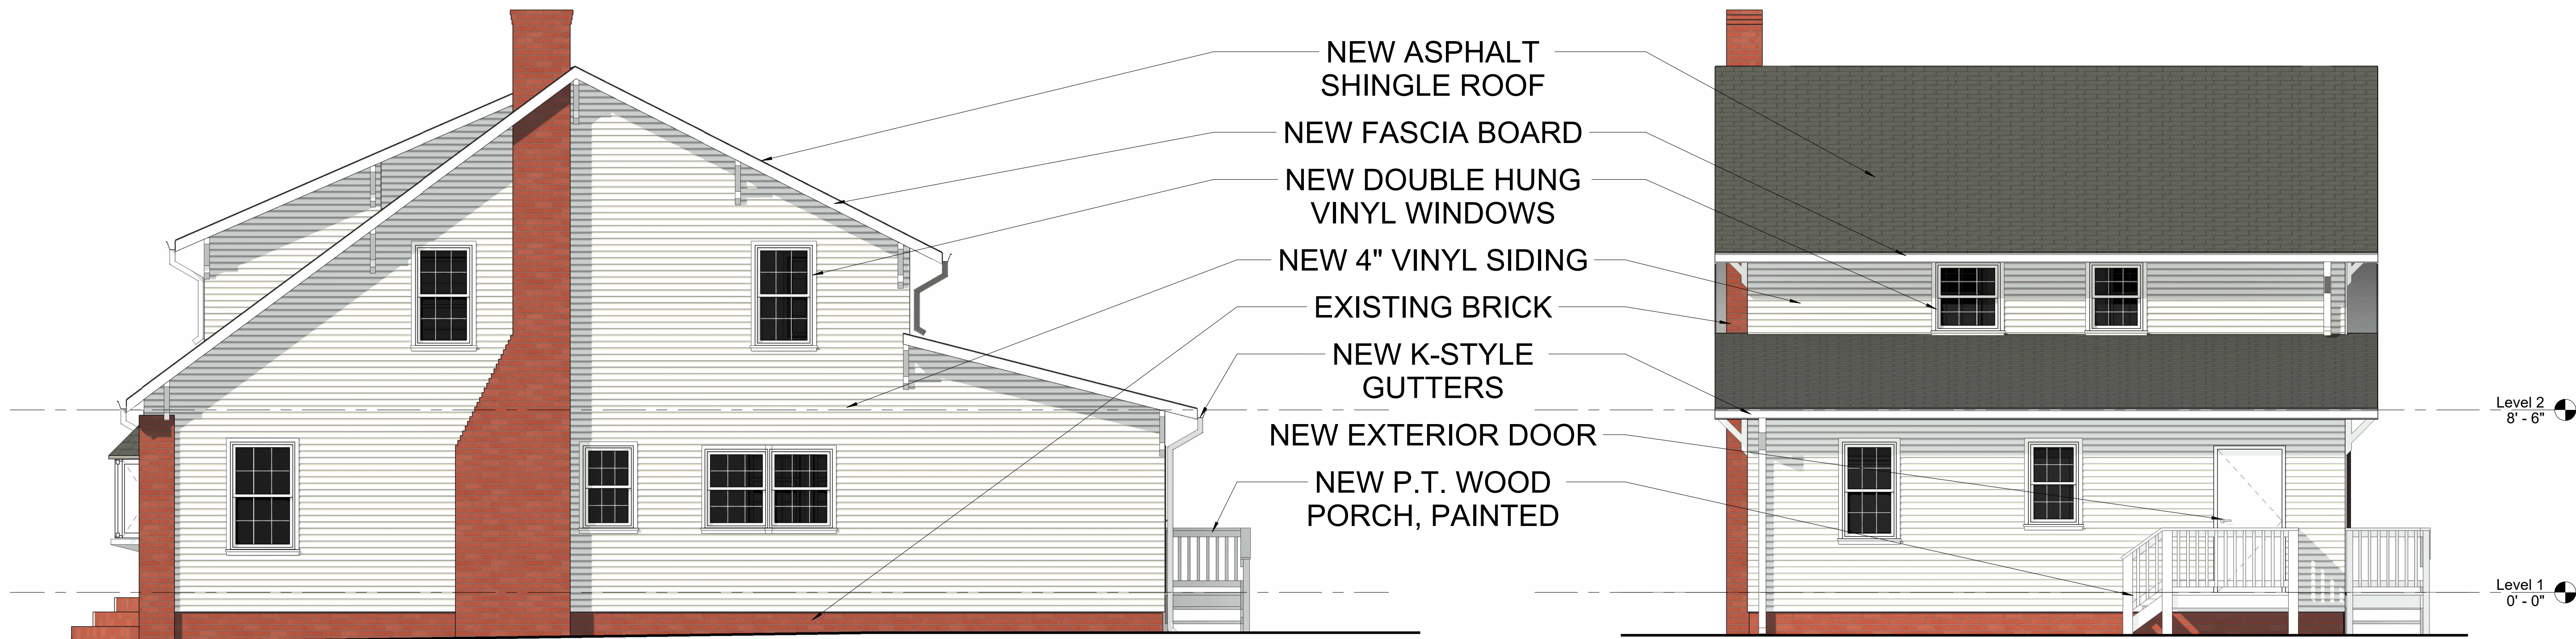 NEW ASPHALT
SHINGLE ROOF
NEW FASCIA BOARD
NEW DOUBLE HUNG
VINYL WINDOWS
NEW 4" VINYL SIDING
EXISTING BRICK
NEW K-STYLE
GUTTERS
NEW EXTERIOR DOOR
NEW P.T. WOOD
PORCH, PAINTED
Level 2
8' - 6"
Level 1
0' - 0"